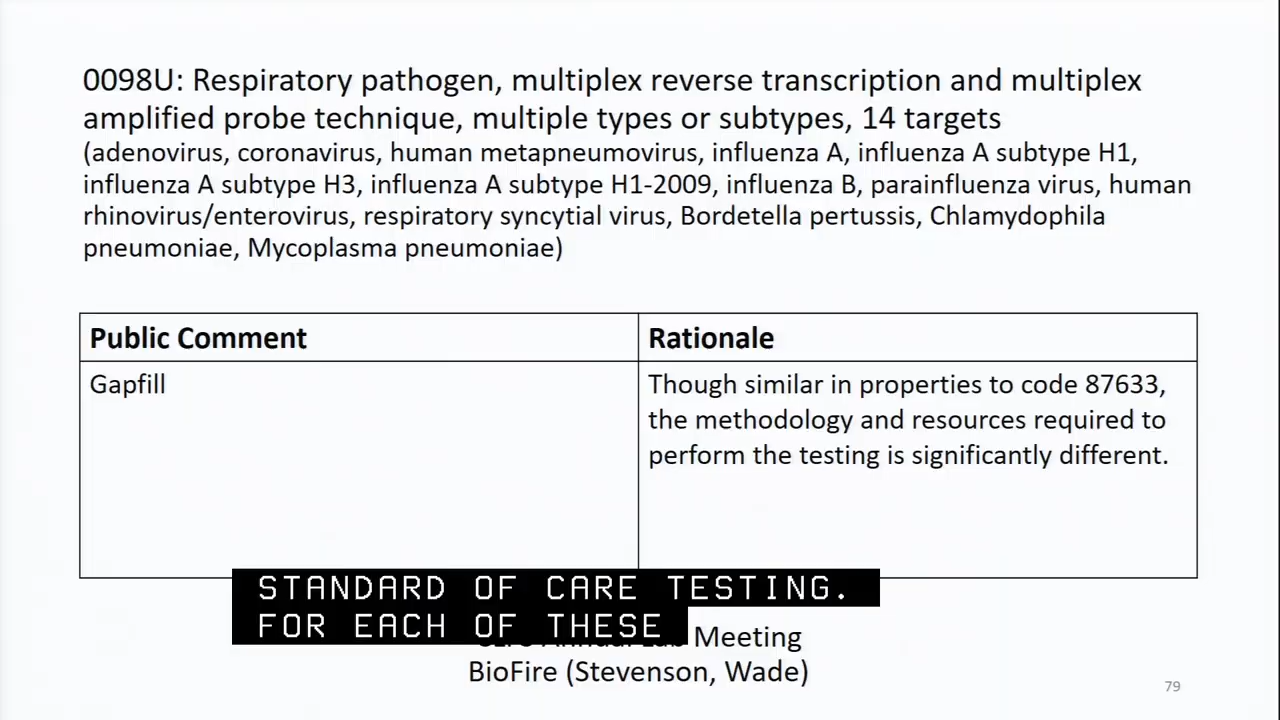 0098U: Respiratory pathogen, multiplex reverse transcription and multiplex
amplified probe technique, multiple types or subtypes, 14 targets
(adenovirus, coronavirus, human metapneumovirus, influenza A, influenza A subtype H1,
influenza A subtype H3, influenza A subtype H1-2009, influenza B, parainfluenza virus, human
rhinovirus/enterovirus, respiratory syncytial virus, Bordetella pertussis, Chlamydophila
pneumoniae, Mycoplasma pneumoniae)
Public Comment
Rationale
Gapfill
Though similar in properties to code 87633,
the methodology and resources required to
perform the testing is significantly different.
STANDARD OF CARE TESTING.
FOR EACH OF THESE
Meeting
BioFire (Stevenson, Wade)
79